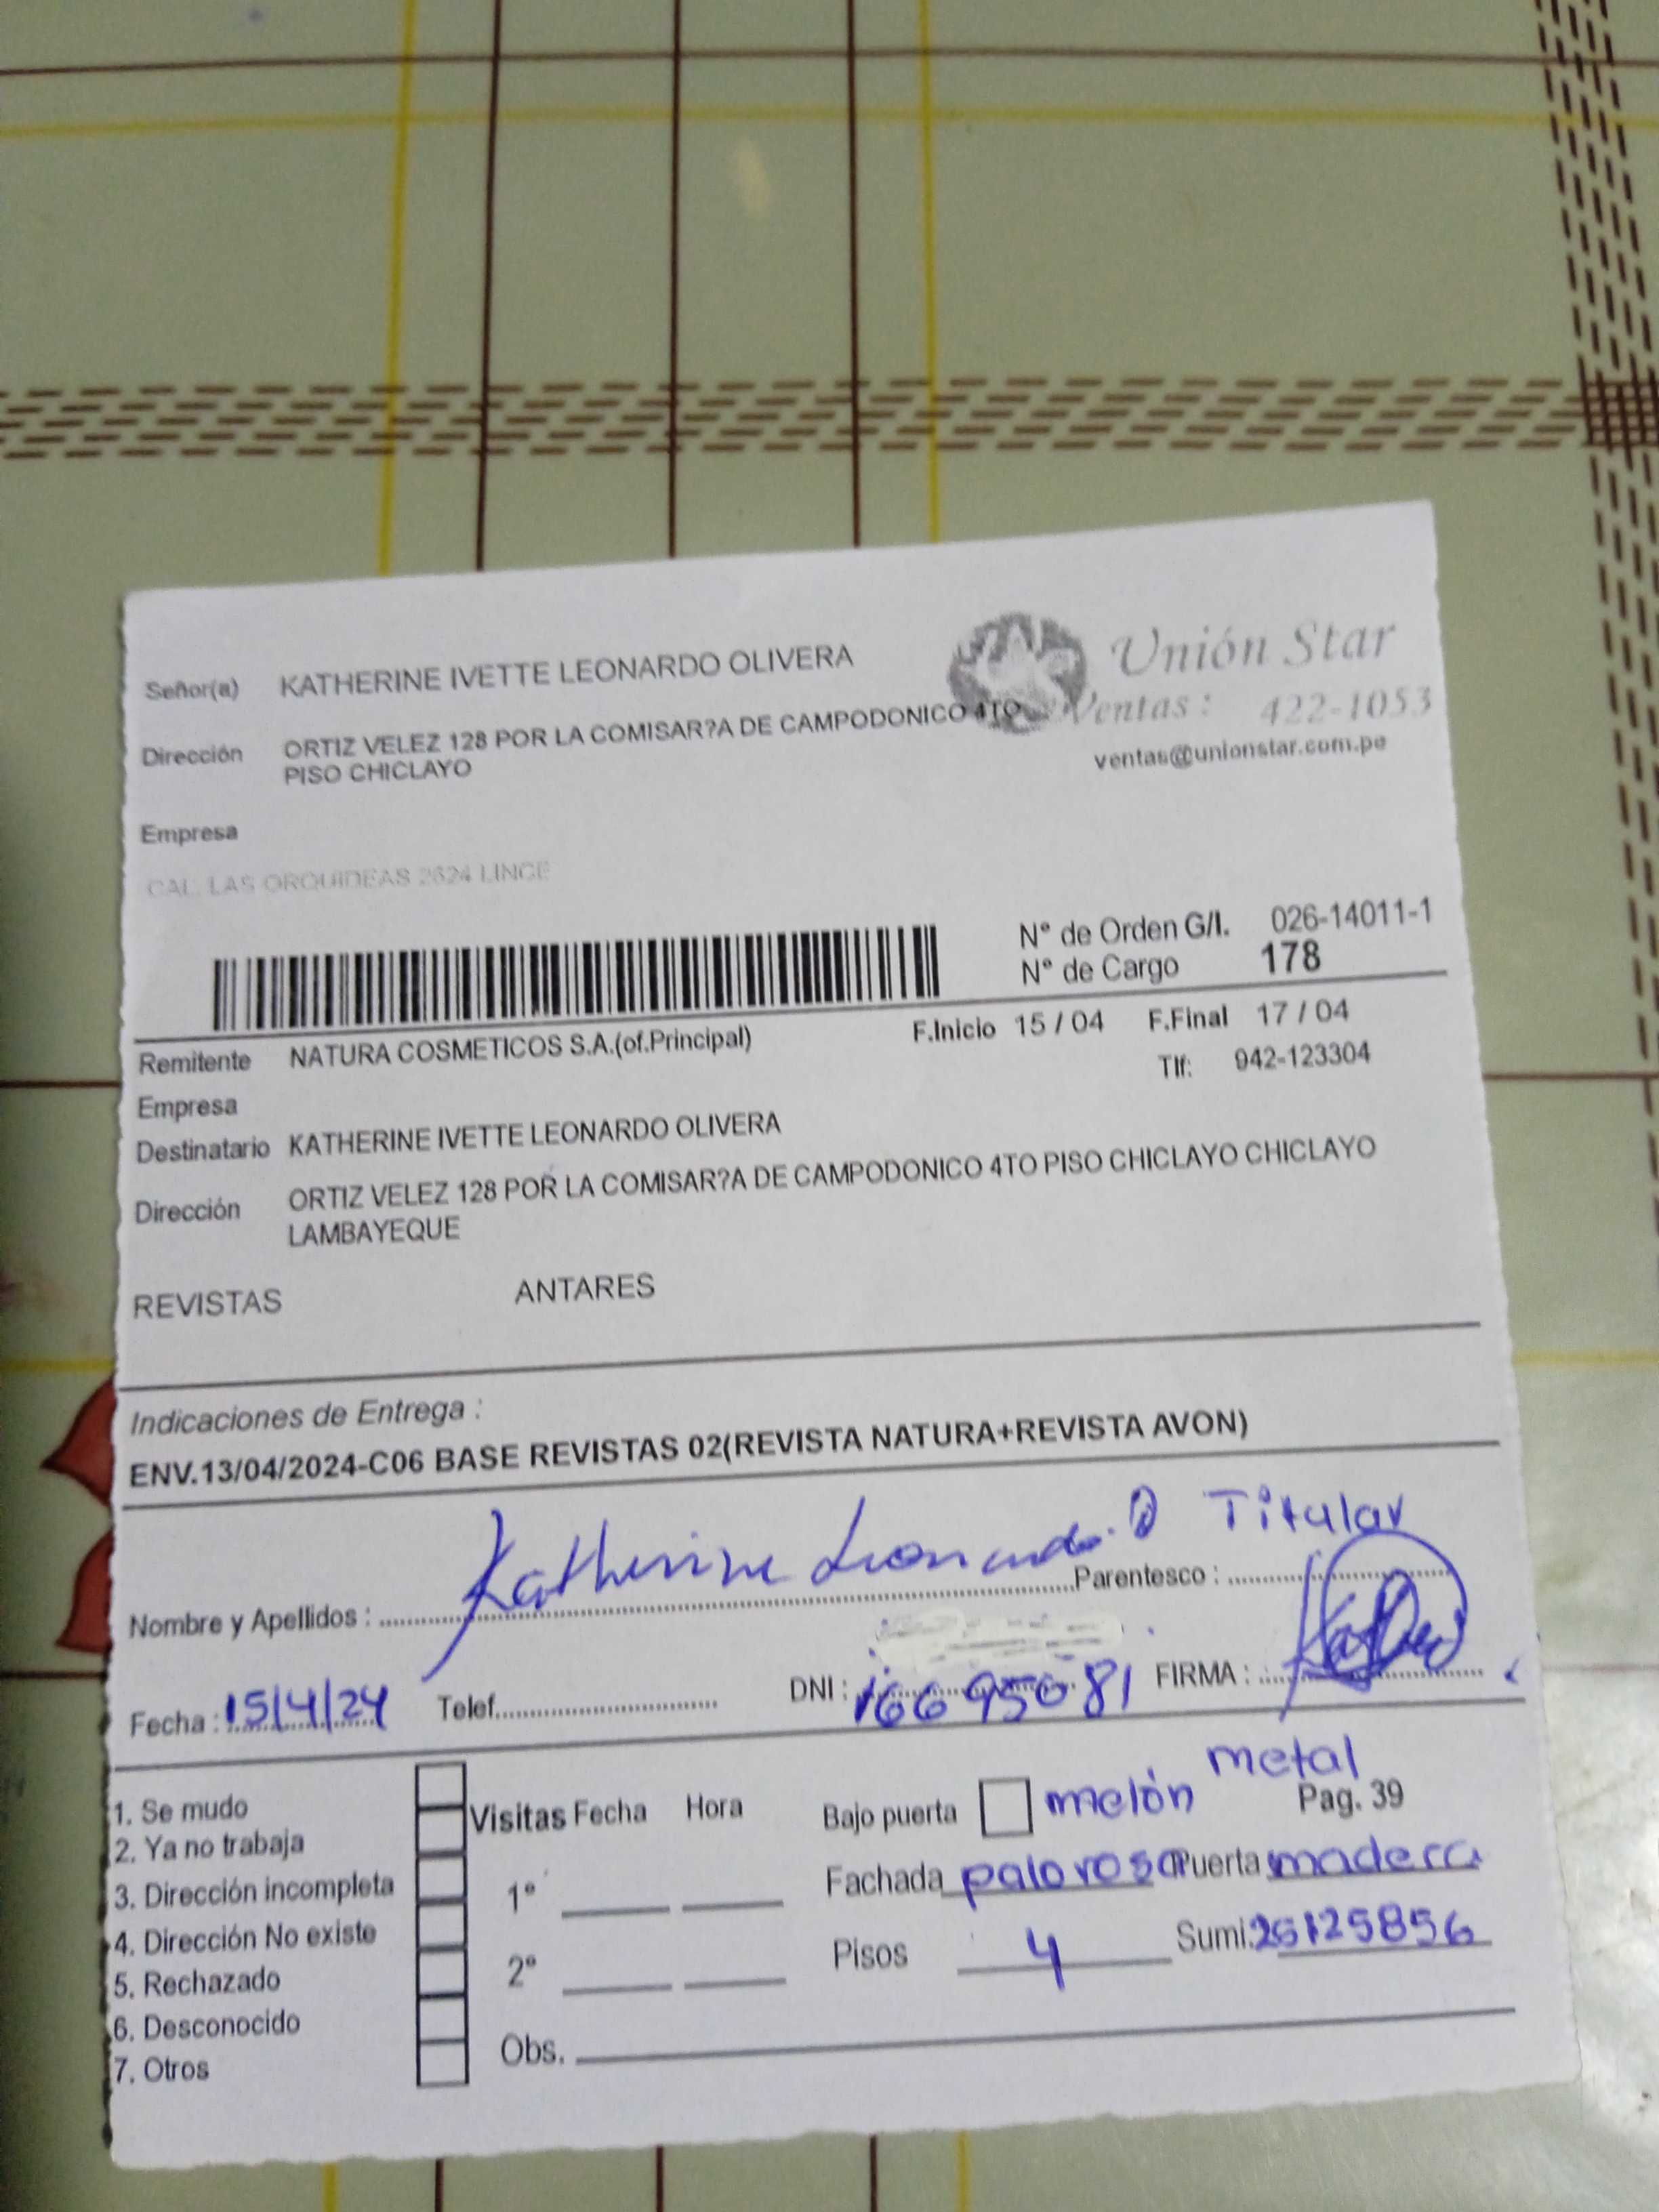 Señor(a) KATHERINE IVETTE LEONARDO OLIVERA
Unión Star
Ventas : 422-1053
ventas@unionstar.com.pe
Dirección ORTIZ VELEZ 128 POR LA COMISAR?A DE CAMPODONICO 4TO
PISO CHICLAYO
Empresa
CAL. LAS ORQUIDEAS 2624 LINCE
N° de Orden G/I. 026-14011-1
N° de Cargo 178
Remitente NATURA COSMETICOS S.A.(of.Principal) F.Inicio 15 / 04 F.Final 17 / 04
Tlf: 942-123304
Empresa
Destinatario KATHERINE IVETTE LEONARDO OLIVERA
Dirección ORTIZ VELEZ 128 POR LA COMISAR?A DE CAMPODONICO 4TO PISO CHICLAYO CHICLAYO
LAMBAYEQUE
REVISTAS ANTARES
Indicaciones de Entrega :
ENV.13/04/2024-C06 BASE REVISTAS 02(REVISTA NATURA+REVISTA AVON)
Nombre y Apellidos : Katherine Leonardo. O Parentesco : Titular
Fecha : 15/4/24 Telef. DNI : 16695081 FIRMA :
1. Se mudo
2. Ya no trabaja
3. Dirección incompleta
4. Dirección No existe
5. Rechazado
6. Desconocido
7. Otros
Visitas Fecha Hora
1°
2°
Obs.
Bajo puerta melón metal
Pag. 39
Fachada palo rosa Puerta madera
Pisos 4 Sumi. 25125856